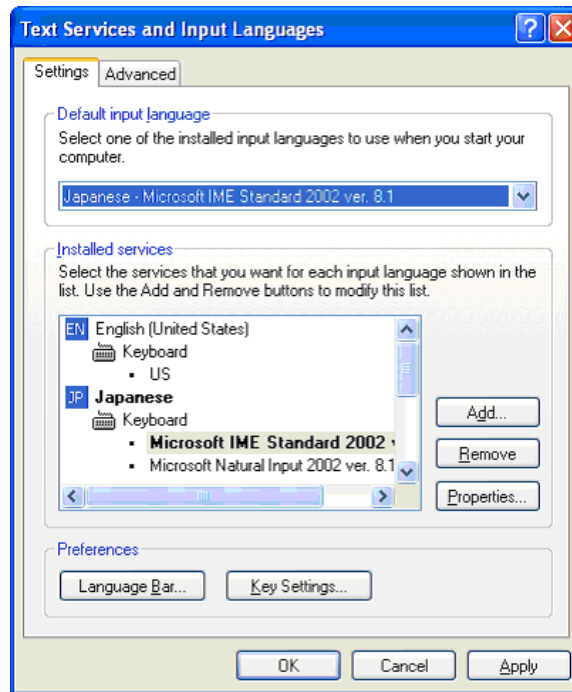 Text Services and Input Languages
Settings
Advanced
Default input language
Select one of the installed input languages to use when you start your
computer.
Japanese - Microsoft IME Standard 2002 ver. 8.1
Installed services
Select the services that you want for each input language shown in the
list. Use the Add and Remove buttons to modify this list.
EN English (United States)
Keyboard
• US
JP Japanese
Keyboard
• Microsoft IME Standard 2002
• Microsoft Natural Input 2002 ver. 8.1
Add...
Remove
Properties...
Preferences
Language Bar...
Key Settings...
OK
Cancel
Apply